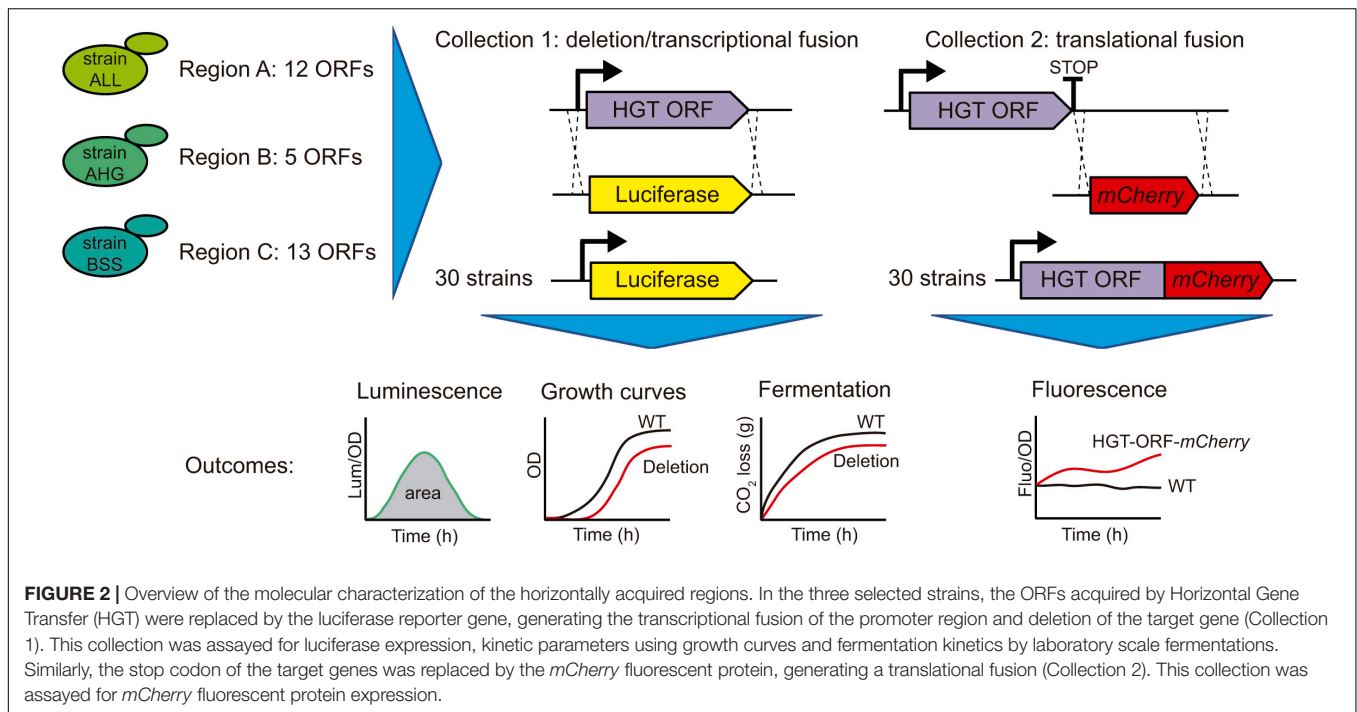 strain
ALL
Region A: 12 ORFs
strain
AHG
Region B: 5 ORFs
strain
BSS
Region C: 13 ORFs
Collection 1: deletion/transcriptional fusion
HGT ORF
Luciferase
30 strains
Luciferase
Collection 2: translational fusion
STOP
HGT ORF
mCherry
30 strains
HGT ORF
mCherry
Outcomes:
Luminescence
Lum/OD
area
Time (h)
Growth curves
OD
WT
Deletion
Time (h)
Fermentation
CO2 loss (g)
WT
Deletion
Time (h)
Fluorescence
Fluo/OD
HGT-ORF-mCherry
WT
Time (h)
FIGURE 2 | Overview of the molecular characterization of the horizontally acquired regions. In the three selected strains, the ORFs acquired by Horizontal Gene
Transfer (HGT) were replaced by the luciferase reporter gene, generating the transcriptional fusion of the promoter region and deletion of the target gene (Collection
1). This collection was assayed for luciferase expression, kinetic parameters using growth curves and fermentation kinetics by laboratory scale fermentations.
Similarly, the stop codon of the target genes was replaced by the mCherry fluorescent protein, generating a translational fusion (Collection 2). This collection was
assayed for mCherry fluorescent protein expression.